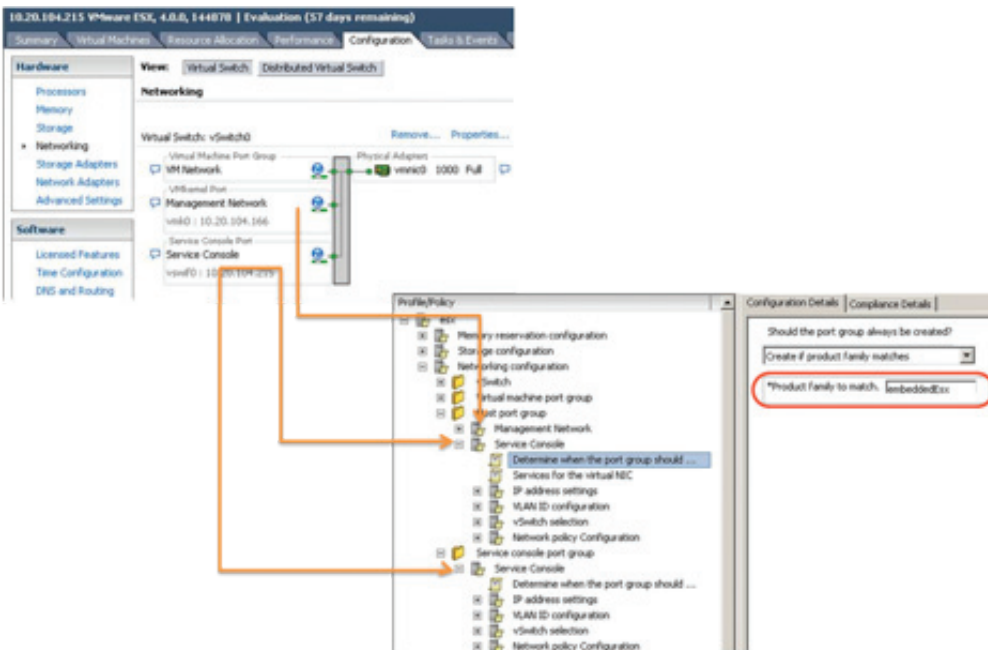 10.20.104.215 VMware ESX, 4.0.0, 144070 | Evaluation (57 days remaining)
Summary Virtual Machines Resource Allocation Performance Configuration Tasks & Events
Hardware
Processors
Memory
Storage
Networking
Storage Adapters
Network Adapters
Advanced Settings
Software
Licensed Features
Time Configuration
DNS and Routing
View: Virtual Switch Distributed Virtual Switch
Networking
Virtual Switch: vSwitch0 Remove... Properties...
Virtual Machine Port Group Physical Adapters
VM Network vmnic0 1000 Full
VMkernel Port
Management Network
vmk0 : 10.20.104.166
Service Console Port
Service Console
vswif0 : 10.20.104.215
Profile/Policy
esx
Memory reservation configuration
Storage configuration
Networking configuration
vSwitch
Virtual machine port group
Host port group
Management Network
Service Console
Determine when the port group should ...
Services for the virtual NIC
IP address settings
VLAN ID configuration
vSwitch selection
Network policy Configuration
Service console port group
Service Console
Determine when the port group should ...
IP address settings
VLAN ID configuration
vSwitch selection
Network policy Configuration
Configuration Details Compliance Details
Should the port group always be created?
Create if product family matches
*Product family to match. embeddedEsx